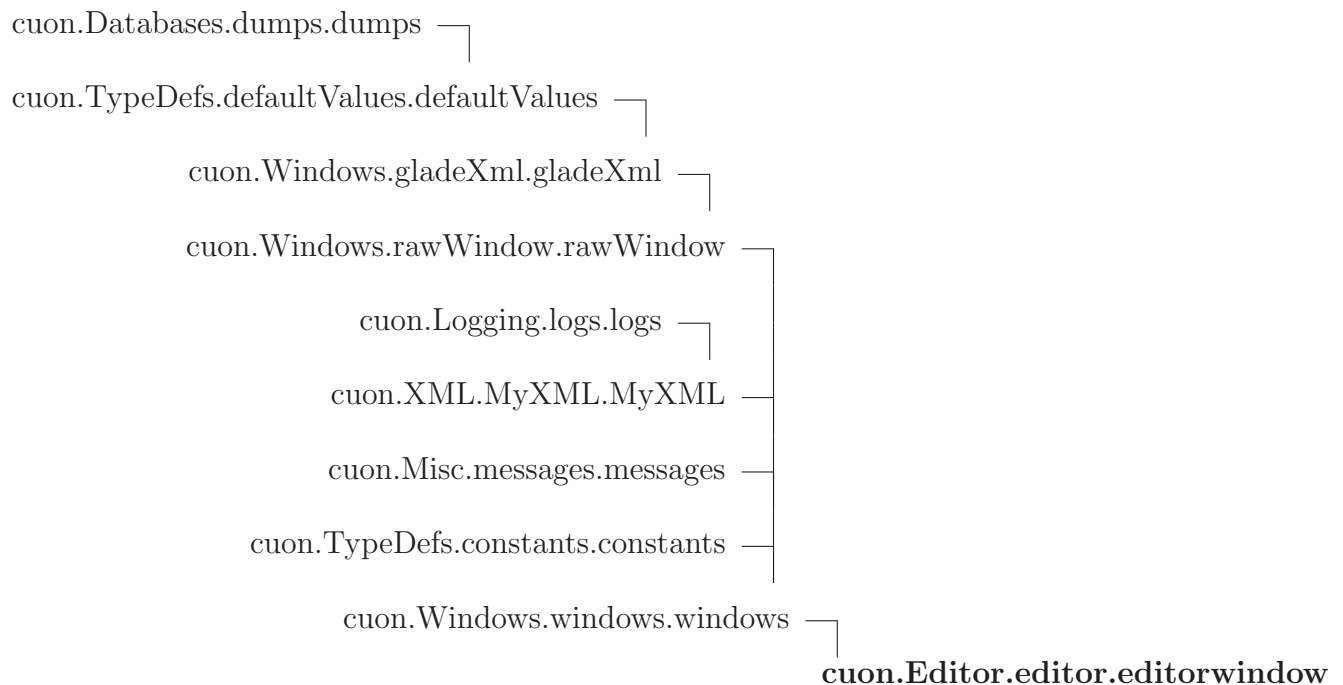 cuon.Databases.dumps.dumps
cuon.TypeDefs.defaultValues.defaultValues
cuon.Windows.gladeXml.gladeXml
cuon.Windows.rawWindow.rawWindow
cuon.Logging.logs.logs
cuon.XML.MyXML.MyXML
cuon.Misc.messages.messages
cuon.TypeDefs.constants.constants
cuon.Windows.windows.windows
cuon.Editor.editor.editorwindow